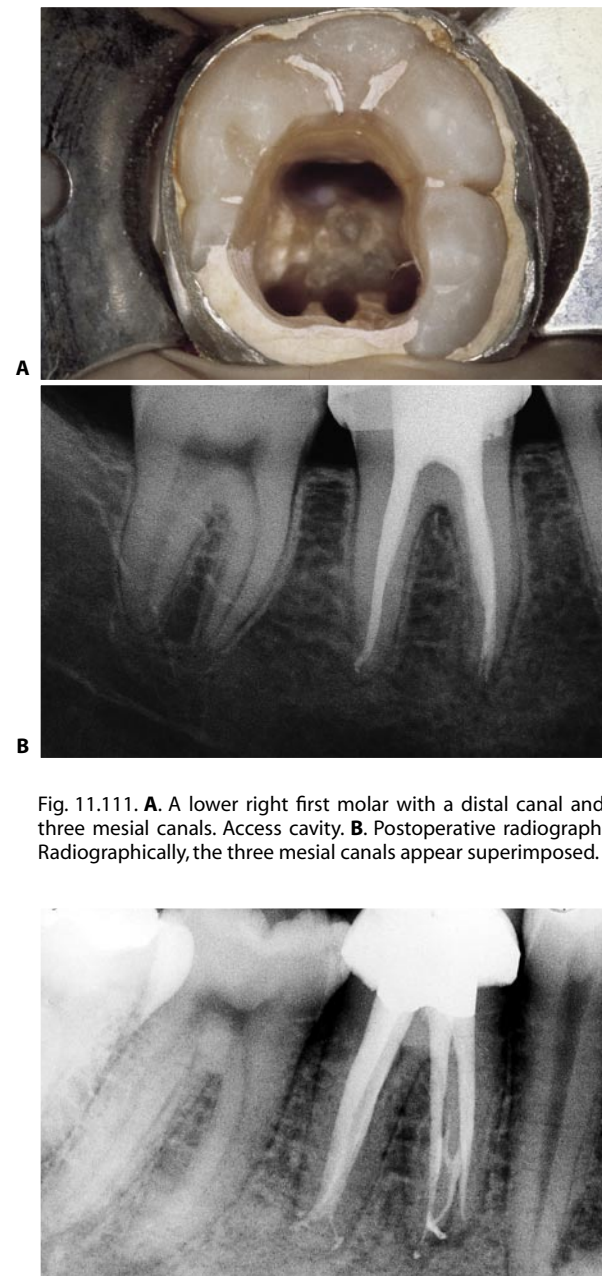 A
B
Fig. 11.111. A. A lower right first molar with a distal canal and
three mesial canals. Access cavity. B. Postoperative radiograph
Radiographically, the three mesial canals appear superimposed.